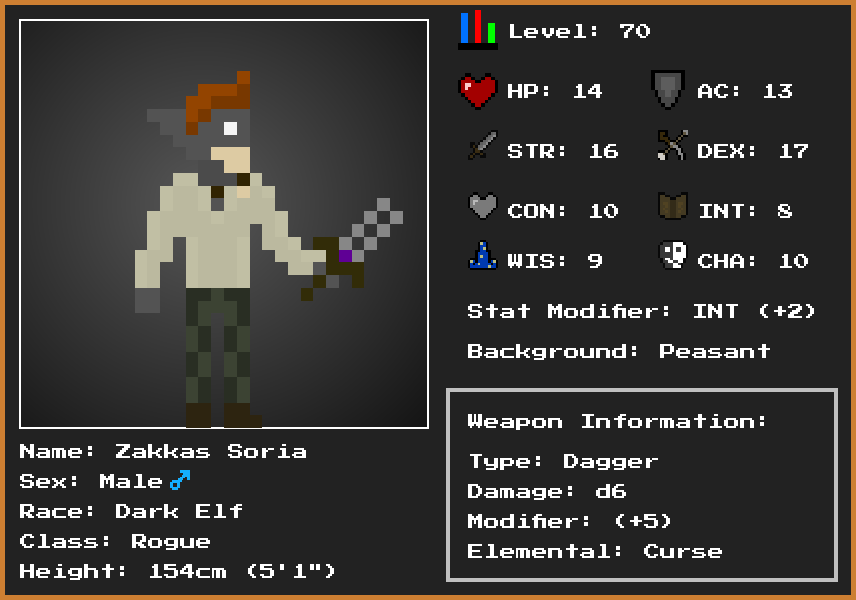 Level: 70
HP: 14 AC: 13
STR: 16 DEX: 17
CON: 10 INT: 8
WIS: 9 CHA: 10
Stat Modifier: INT (+2)
Background: Peasant
Weapon Information:
Type: Dagger
Damage: d6
Modifier: (+5)
Elemental: Curse
Name: Zakkas Soria
Sex: Male♂
Race: Dark Elf
Class: Rogue
Height: 154cm (5'1")